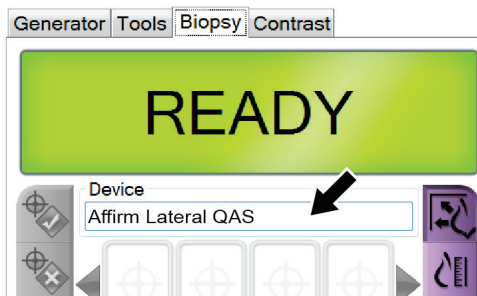 Generator Tools Biopsy Contrast
READY
Device
Affirm Lateral QAS